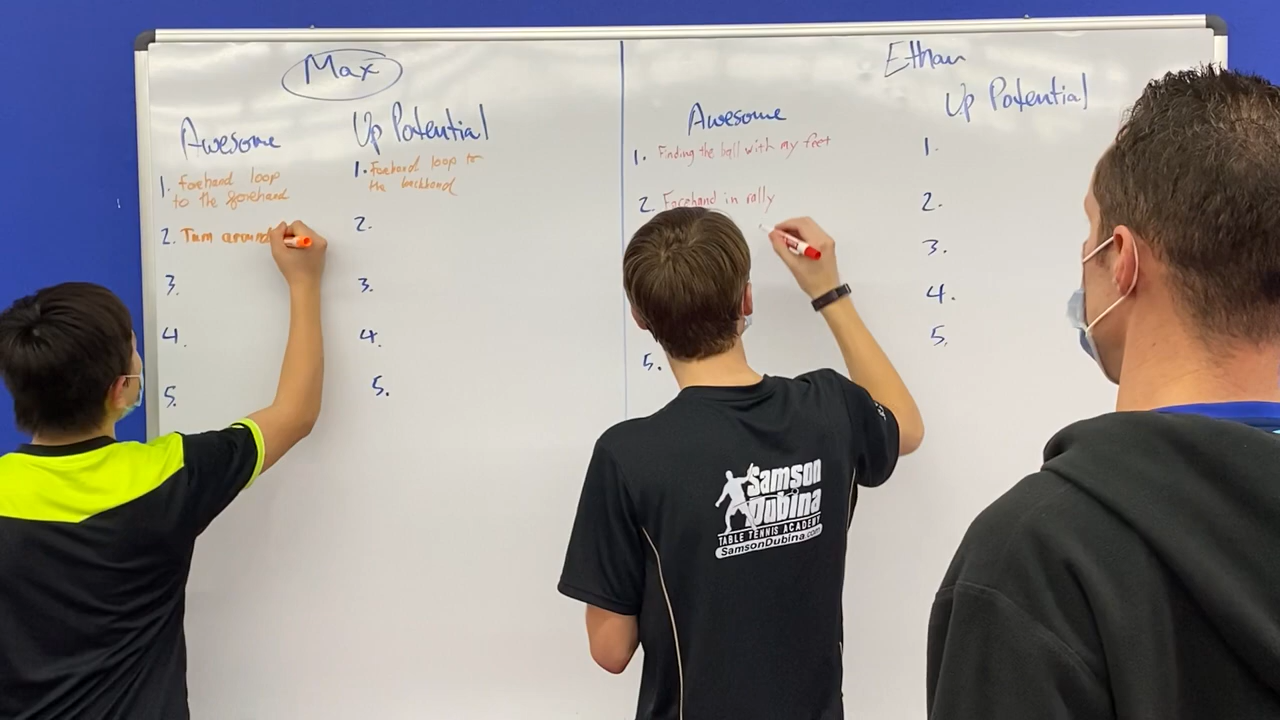 Max
Awesome
1. forehand loop
to the forehand
2. Turn around
3.
4.
5.
Up Potential
1. Forehand loop to
the backhand
2.
3.
4.
5.
Ethan
Awesome
1. Finding the ball with my feet
2. Forehand in rally
5.
Up Potential
1.
2.
3.
4.
5.
Samson
Dubina
TABLE TENNIS ACADEMY
SamsonDubina.com